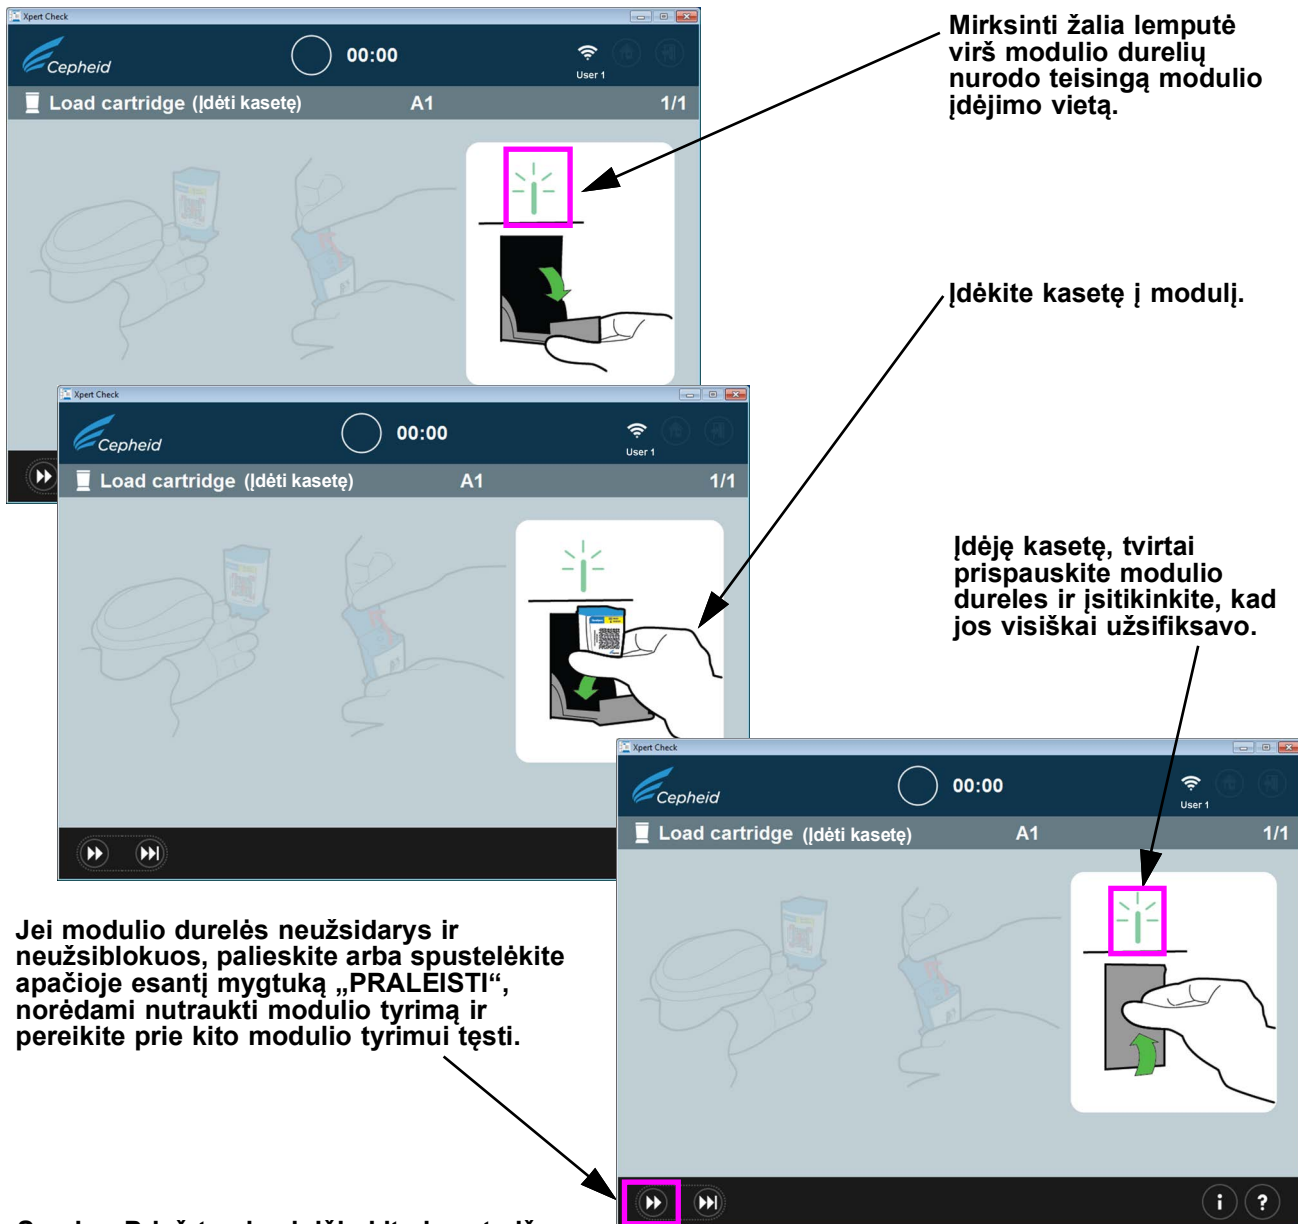 Xpert Check
Cepheid
00:00
User 1
Load cartridge (Įdėti kasetę) A1 1/1
Mirksinti žalia lemputė
virš modulio durelių
nurodo teisingą modulio
įdėjimo vietą.
Įdėkite kasetę į modulį.
Xpert Check
Cepheid
00:00
User 1
Load cartridge (Įdėti kasetę) A1 1/1
Įdėję kasetę, tvirtai
prispauskite modulio
dureles ir įsitikinkite, kad
jos visiškai užsifiksavo.
Xpert Check
Cepheid
00:00
User 1
Load cartridge (Įdėti kasetę) A1 1/1
Jei modulio durelės neužsidarys ir
neužsiblokuos, palieskite arba spustelėkite
apačioje esantį mygtuką „PRALEISTI“,
norėdami nutraukti modulio tyrimą ir
pereikite prie kito modulio tyrimui tęsti.
i ?